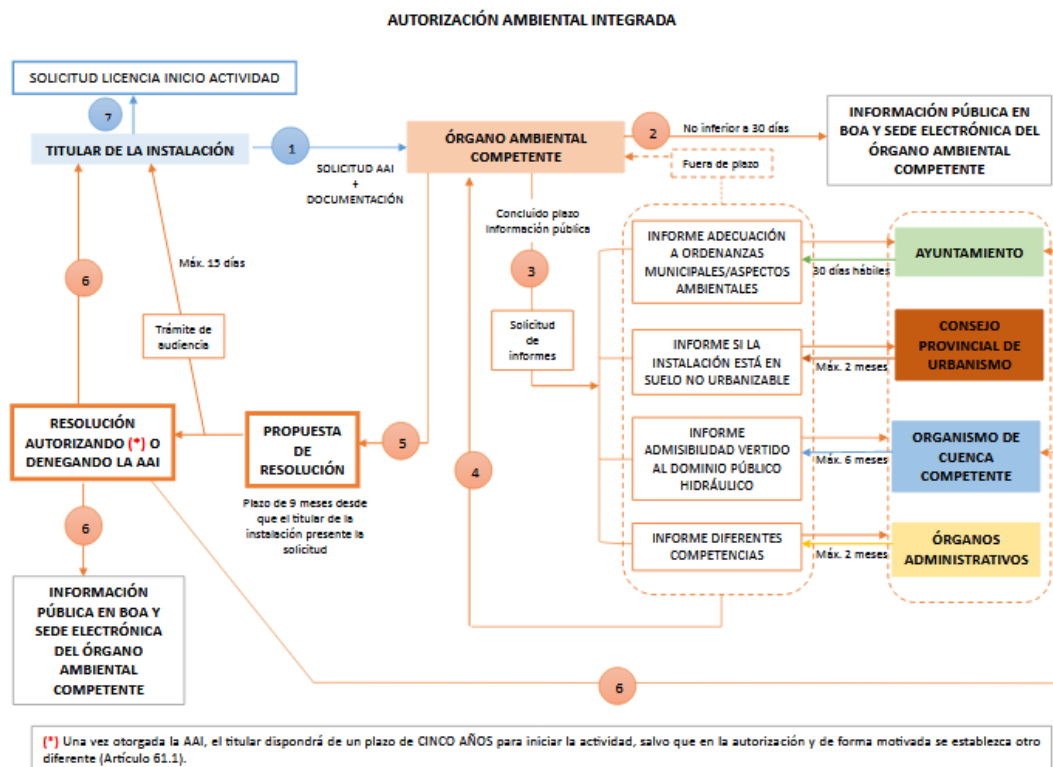 AUTORIZACIÓN AMBIENTAL INTEGRADA
SOLICITUD LICENCIA INICIO ACTIVIDAD
7
TITULAR DE LA INSTALACIÓN
1
SOLICITUD AAI
+
DOCUMENTACIÓN
ÓRGANO AMBIENTAL
COMPETENTE
2
No inferior a 30 días
INFORMACIÓN PÚBLICA EN
BOA Y SEDE ELECTRÓNICA DEL
ÓRGANO AMBIENTAL
COMPETENTE
Fuera de plazo
Concluido plazo
Información pública
3
Solicitud
de
informes
INFORME ADECUACIÓN
A ORDENANZAS
MUNICIPALES/ASPECTOS
AMBIENTALES
30 días hábiles
AYUNTAMIENTO
INFORME SI LA
INSTALACIÓN ESTÁ EN
SUELO NO URBANIZABLE
Máx. 2 meses
CONSEJO
PROVINCIAL DE
URBANISMO
INFORME
ADMISIBILIDAD VERTIDO
AL DOMINIO PÚBLICO
HIDRÁULICO
Máx. 6 meses
ORGANISMO DE
CUENCA
COMPETENTE
INFORME DIFERENTES
COMPETENCIAS
Máx. 2 meses
ÓRGANOS
ADMINISTRATIVOS
4
5
PROPUESTA
DE
RESOLUCIÓN
Plazo de 9 meses desde
que el titular de la
instalación presente la
solicitud
Máx. 15 días
Trámite de
audiencia
6
RESOLUCIÓN
AUTORIZANDO (*) O
DENEGANDO LA AAI
6
INFORMACIÓN
PÚBLICA EN BOA Y
SEDE ELECTRÓNICA
DEL ÓRGANO
AMBIENTAL
COMPETENTE
6
(*) Una vez otorgada la AAI, el titular dispondrá de un plazo de CINCO AÑOS para iniciar la actividad, salvo que en la autorización y de forma motivada se establezca otro
diferente (Artículo 61.1).